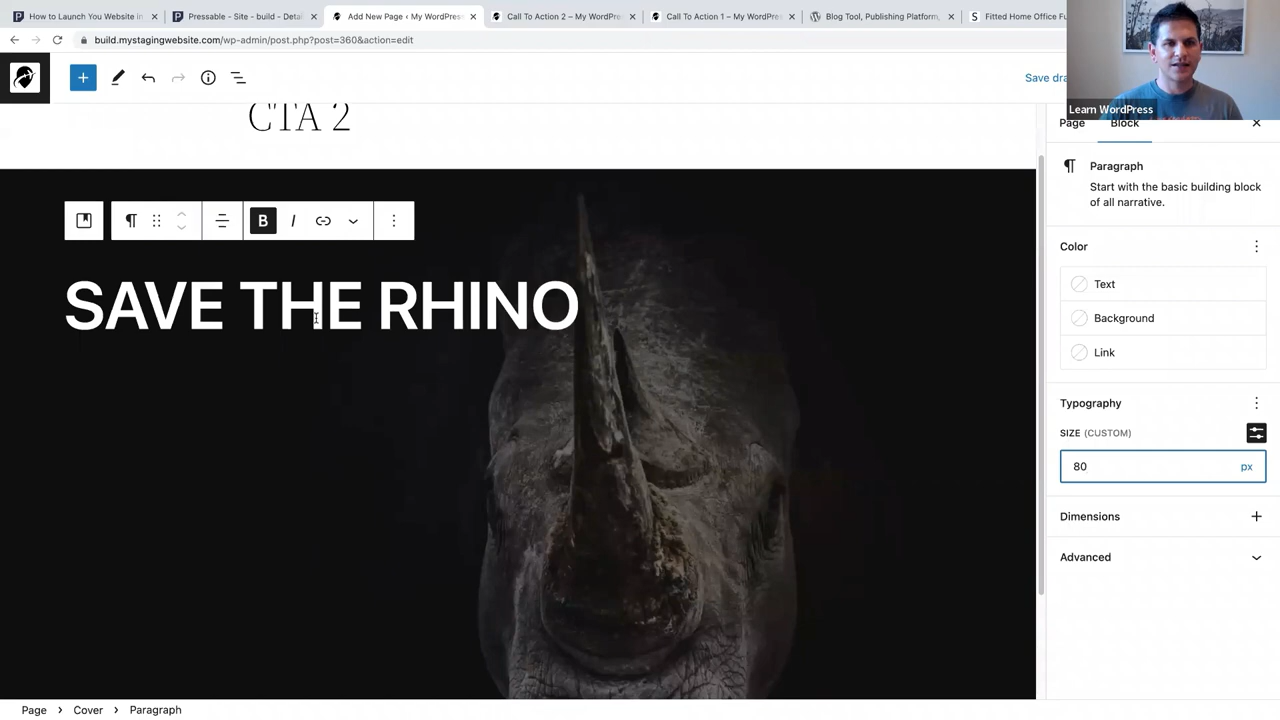 How to Launch You Website in
Pressable - Site - build - Detai
Add New Page ‹ My WordPress
Call To Action 2 – My WordPre
Call To Action 1 – My WordPres
Blog Tool, Publishing Platform,
Fitted Home Office Fu
build.mystagingwebsite.com/wp-admin/post.php?post=360&action=edit
Save dra
Learn WordPress
CTA 2
Page
Block
Paragraph
Start with the basic building block
of all narrative.
B I
Color
SAVE THE RHINO
Text
Background
Link
Typography
SIZE (CUSTOM)
80 px
Dimensions
Advanced
Page > Cover > Paragraph